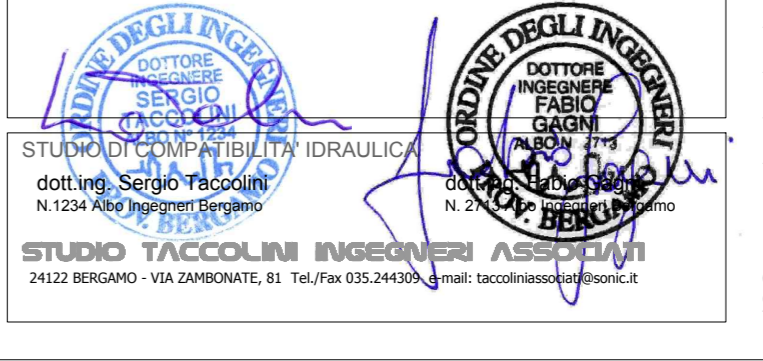 ORDINE DEGLI INGEGNERI
PROV. BERGAMO
DOTTORE
INGEGNERE
SERGIO
TACCOLINI
ALBO N° 1234
ORDINE DEGLI INGEGNERI
PROV. BERGAMO
DOTTORE
INGEGNERE
FABIO
GAGNI
ALBO N 2713
STUDIO DI COMPATIBILITA' IDRAULICA
dott.ing. Sergio Taccolini
N.1234 Albo Ingegneri Bergamo
dott.ing. Fabio Gagni
N. 2713 Albo Ingegneri Bergamo
STUDIO TACCOLINI INGEGNERI ASSOCIATI
24122 BERGAMO - VIA ZAMBONATE, 81 Tel./Fax 035.244309 e-mail: taccoliniassociati@sonic.it